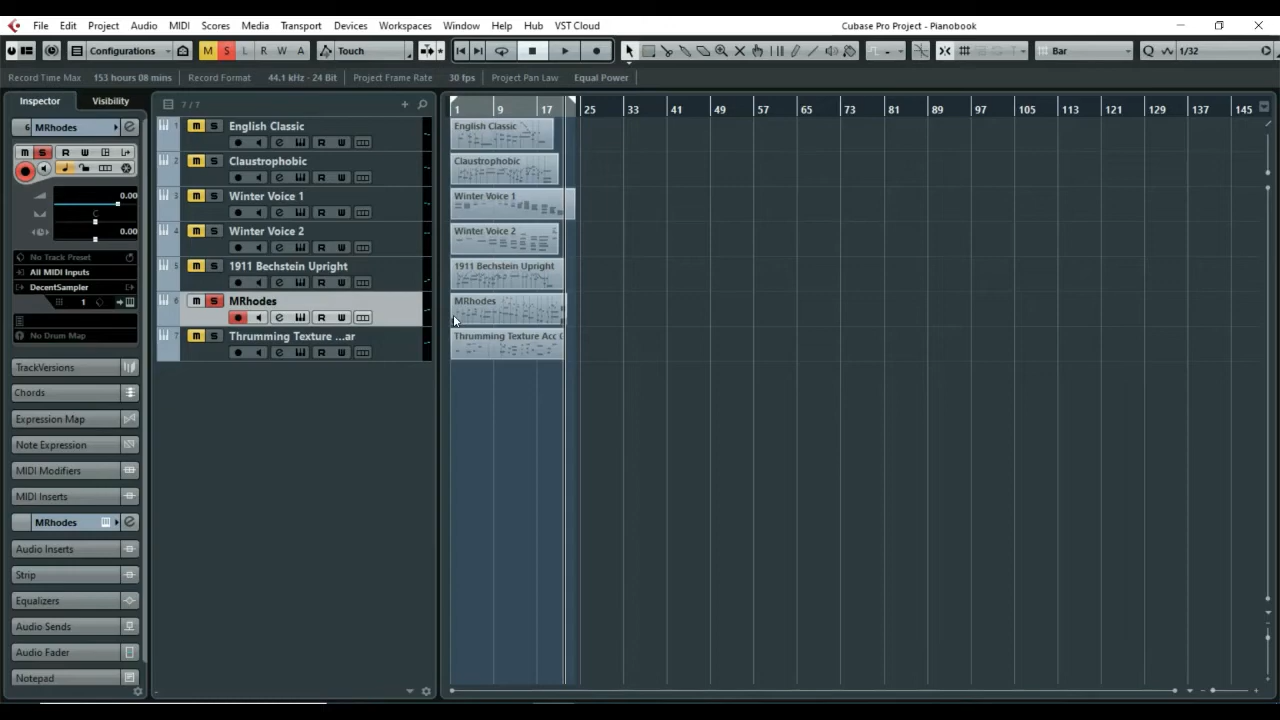 File Edit Project Audio MIDI Scores Media Transport Devices Workspaces Window Help Hub VST Cloud Cubase Pro Project - Pianobook
Configurations M S L R W A Touch Bar Q 1/32
Record Time Max 153 hours 08 mins Record Format 44.1 kHz - 24 Bit Project Frame Rate 30 fps Project Pan Law Equal Power
Inspector Visibility 7 / 7
1 9 17 25 33 41 49 57 65 73 81 89 97 105 113 121 129 137 145
6 MRhodes
m S R W
0.00
C
0.00
No Track Preset
All MIDI Inputs
DecentSampler
1
No Drum Map
TrackVersions
Chords
Expression Map
Note Expression
MIDI Modifiers
MIDI Inserts
MRhodes
Audio Inserts
Strip
Equalizers
Audio Sends
Audio Fader
Notepad
1 m S English Classic
e R W
2 m S Claustrophobic
e R W
3 m S Winter Voice 1
e R W
4 m S Winter Voice 2
e R W
5 m S 1911 Bechstein Upright
e R W
6 m S MRhodes
e R W
7 m S Thrumming Texture ...ar
e R W
English Classic
Claustrophobic
Winter Voice 1
Winter Voice 2
1911 Bechstein Upright
MRhodes
Thrumming Texture Acc